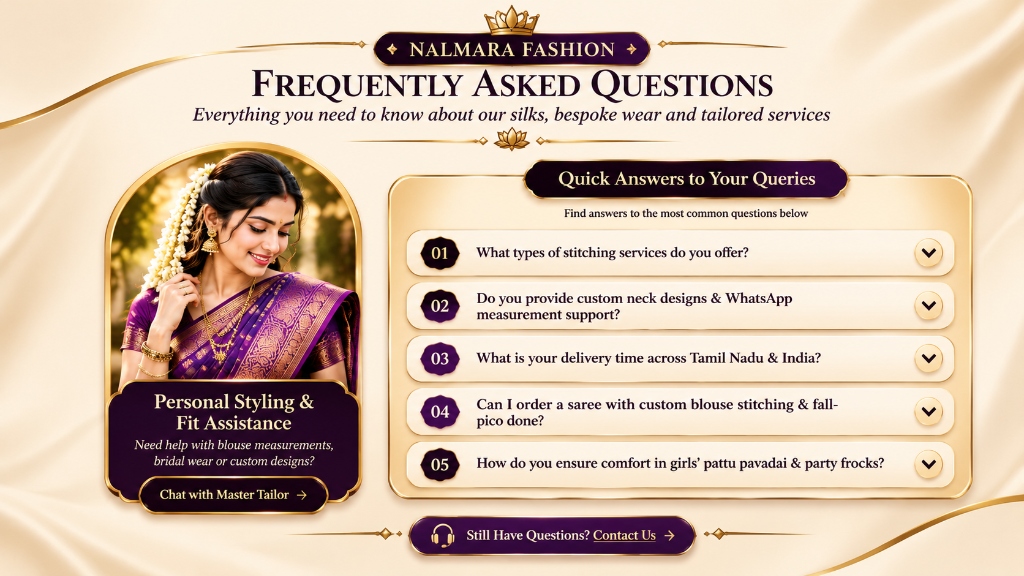 NALMARA FASHION
FREQUENTLY ASKED QUESTIONS
Everything you need to know about our silks, bespoke wear and tailored services
Personal Styling &
Fit Assistance
Need help with blouse measurements,
bridal wear or custom designs?
Chat with Master Tailor →
Quick Answers to Your Queries
Find answers to the most common questions below
01 What types of stitching services do you offer?
02 Do you provide custom neck designs & WhatsApp
measurement support?
03 What is your delivery time across Tamil Nadu & India?
04 Can I order a saree with custom blouse stitching & fall-
pico done?
05 How do you ensure comfort in girls' pattu pavadai & party frocks?
Still Have Questions? Contact Us →